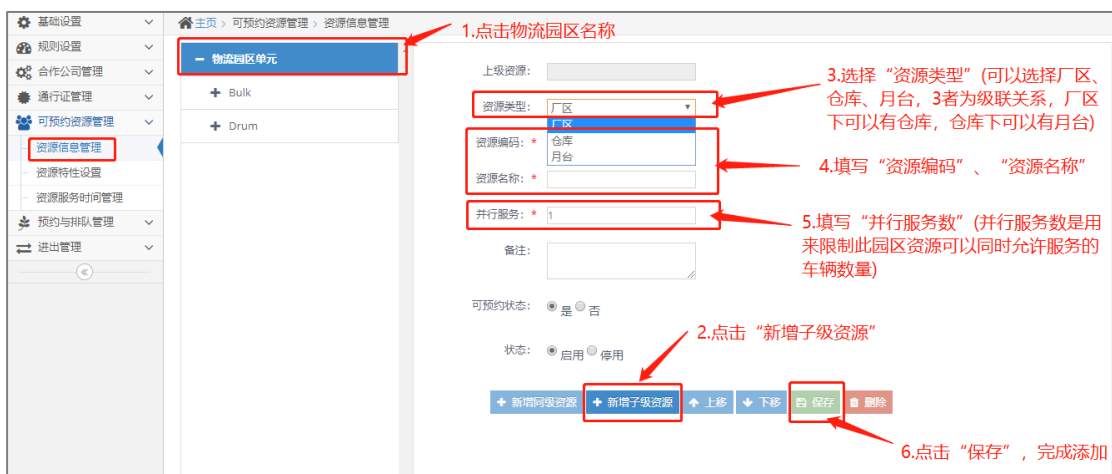 基础设置
规则设置
合作公司管理
通行证管理
可预约资源管理
资源信息管理
资源特性设置
资源服务时间管理
预约与排队管理
进出管理
主页 > 可预约资源管理 > 资源信息管理
物流园区单元
Bulk
Drum
1.点击物流园区名称
上级资源:
资源类型: 厂区
厂区
仓库
月台
资源编码: *
资源名称: *
并行服务: * 1
备注:
可预约状态: 是 否
状态: 启用 停用
新增同级资源 新增子级资源 上移 下移 保存 删除
3.选择“资源类型”(可以选择厂区、
仓库、月台，3者为级联关系，厂区
下可以有仓库，仓库下可以有月台)
4.填写“资源编码”、“资源名称”
5.填写“并行服务数”(并行服务数是用
来限制此园区资源可以同时允许服务的
车辆数量)
2.点击“新增子级资源”
6.点击“保存”，完成添加